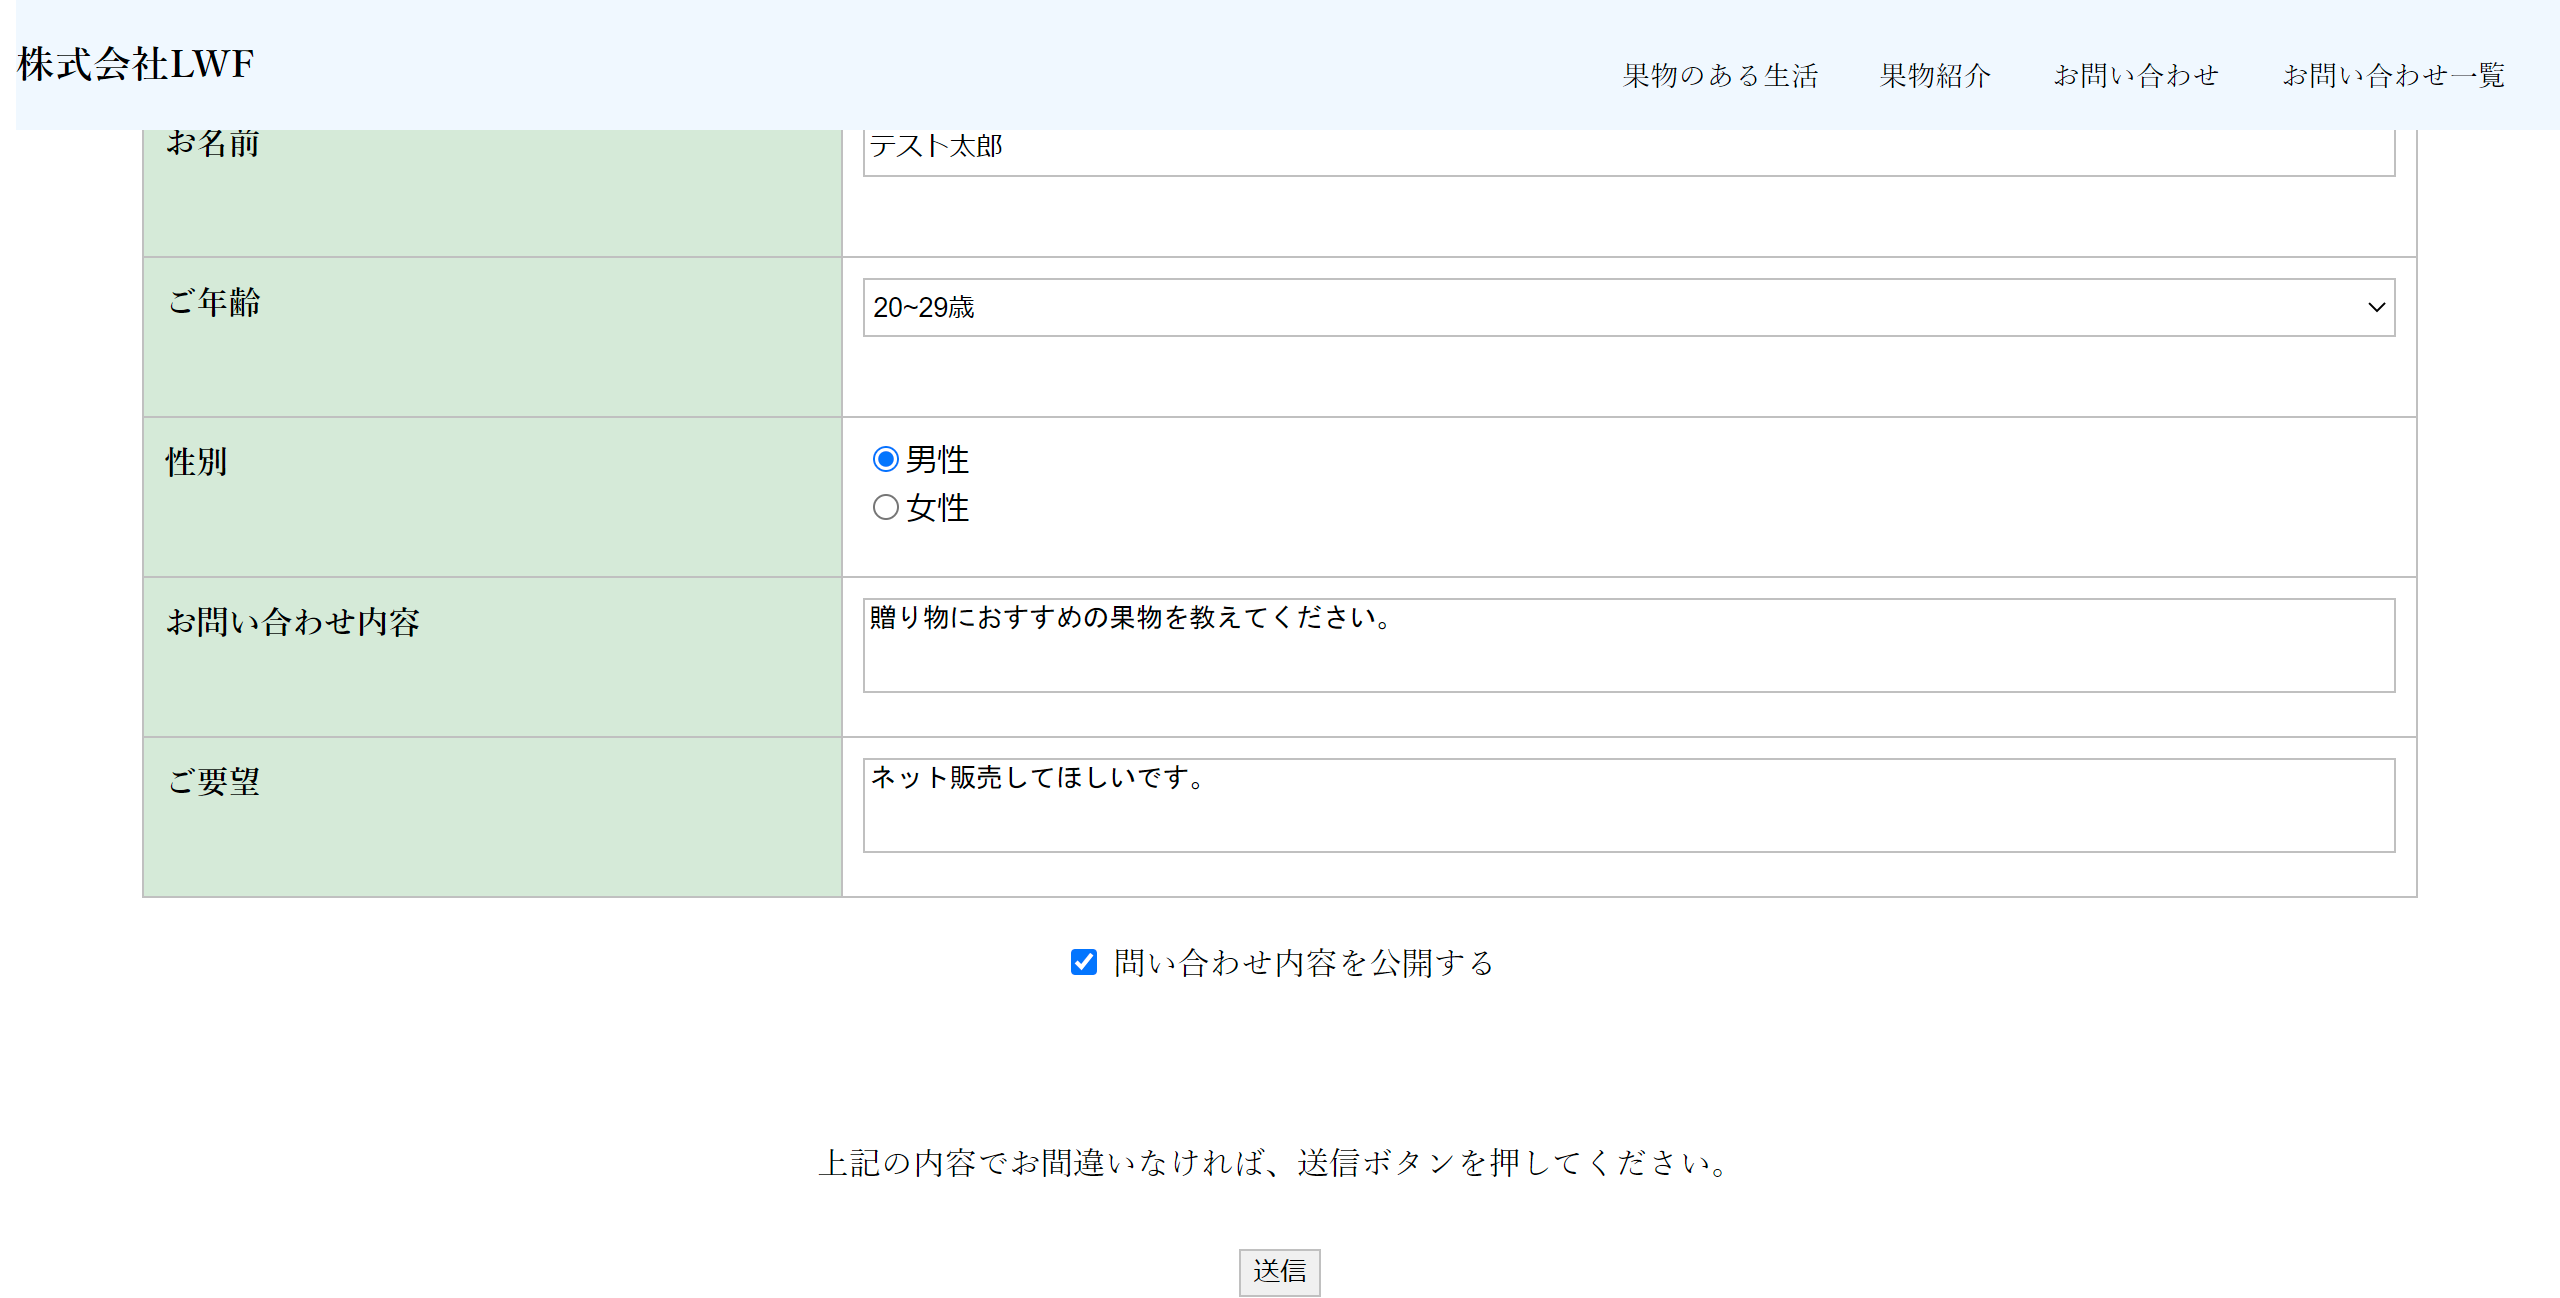 株式会社LWF
果物のある生活 果物紹介 お問い合わせ お問い合わせ一覧
お名前 テスト太郎
ご年齢 20~29歳
性別 男性
女性
お問い合わせ内容 贈り物におすすめの果物を教えてください。
ご要望 ネット販売してほしいです。
問い合わせ内容を公開する
上記の内容でお間違いなければ、送信ボタンを押してください。
送信